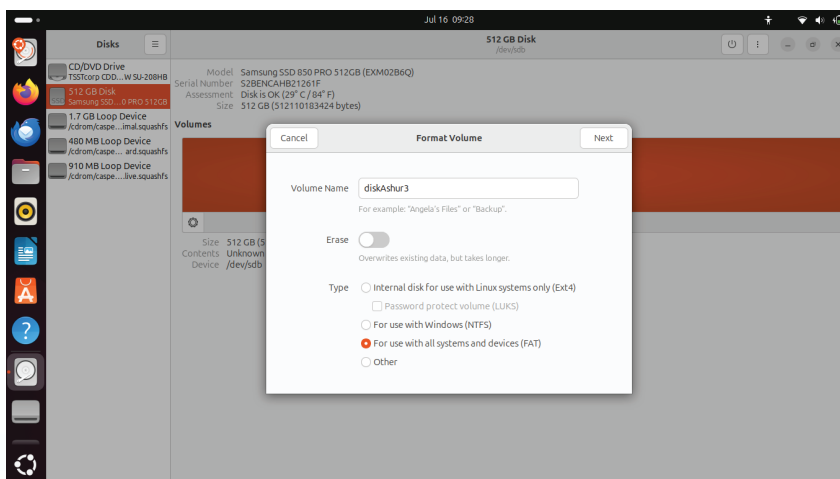 Jul 16 09:28
Disks
512 GB Disk
/dev/sdb
CD/DVD Drive
TSSTcorp CDD...W SU-208HB
512 GB Disk
Samsung SSD...0 PRO 512GB
1.7 GB Loop Device
/cdrom/caspe...imal.squashfs
480 MB Loop Device
/cdrom/caspe... ard.squashfs
910 MB Loop Device
/cdrom/caspe....live.squashfs
Model Samsung SSD 850 PRO 512GB (EXM02B6Q)
Serial Number S2BENCAHB21261F
Assessment Disk is OK (29° C / 84° F)
Size 512 GB (512110183424 bytes)
Volumes
Size 512 GB (5
Contents Unknown
Device /dev/sdb
Cancel
Format Volume
Next
Volume Name diskAshur3
For example: "Angela's Files" or "Backup".
Erase
Overwrites existing data, but takes longer.
Type Internal disk for use with Linux systems only (Ext4)
Password protect volume (LUKS)
For use with Windows (NTFS)
For use with all systems and devices (FAT)
Other